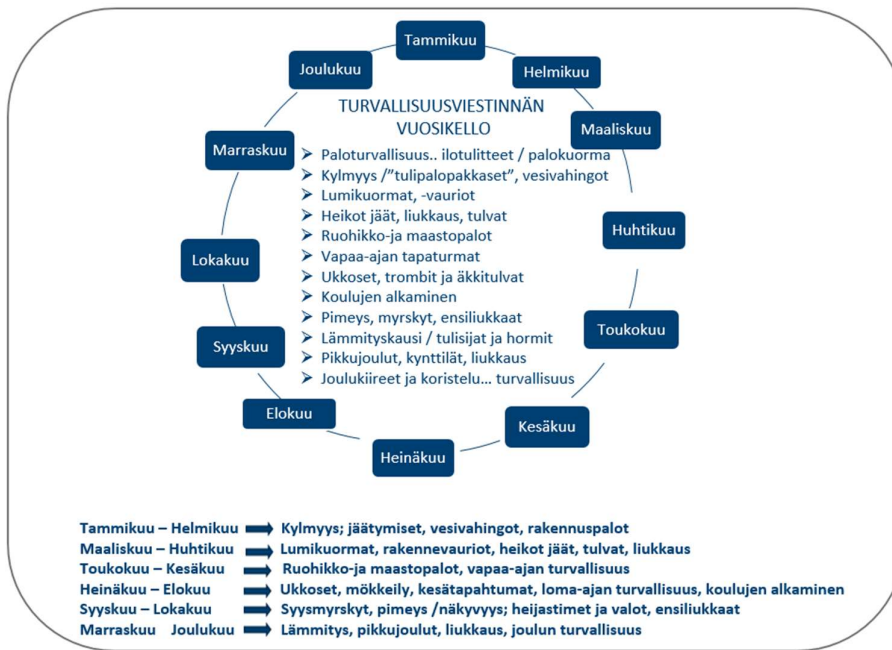 Tammikuu
Helmikuu
Maaliskuu
Huhtikuu
Toukokuu
Kesäkuu
Heinäkuu
Elokuu
Syyskuu
Lokakuu
Marraskuu
Joulukuu
TURVALLISUUSVIESTINNÄN
VUOSIKELLO
➢ Paloturvallisuus.. ilotulitteet / palokuorma
➢ Kylmyys /”tulipalopakkaset”, vesivahingot
➢ Lumikuormat, -vauriot
➢ Heikot jäät, liukkaus, tulvat
➢ Ruohikko-ja maastopalot
➢ Vapaa-ajan tapaturmat
➢ Ukkoset, trombit ja äkkitulvat
➢ Koulujen alkaminen
➢ Pimeys, myrskyt, ensiliukkaat
➢ Lämmityskausi / tulisijat ja hormit
➢ Pikkujoulut, kynttilät, liukkaus
➢ Joulukiireet ja koristelu... turvallisuus
Tammikuu – Helmikuu ➡ Kylmyys; jäätymiset, vesivahingot, rakennuspalot
Maaliskuu – Huhtikuu ➡ Lumikuormat, rakennevauriot, heikot jäät, tulvat, liukkaus
Toukokuu – Kesäkuu ➡ Ruohikko-ja maastopalot, vapaa-ajan turvallisuus
Heinäkuu – Elokuu ➡ Ukkoset, mökkeily, kesätapahtumat, loma-ajan turvallisuus, koulujen alkaminen
Syyskuu – Lokakuu ➡ Syysmyrskyt, pimeys /näkyvyys; heijastimet ja valot, ensiliukkaat
Marraskuu Joulukuu ➡ Lämmitys, pikkujoulut, liukkaus, joulun turvallisuus